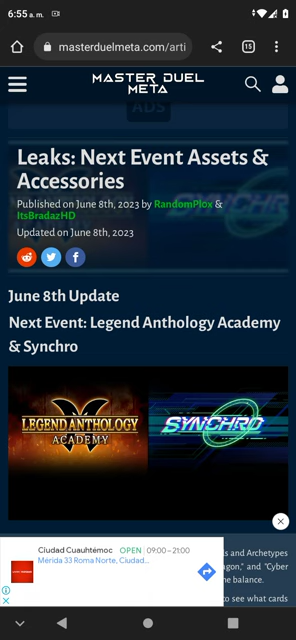 6:55 a. m.
masterduelmeta.com/arti
15
MASTER DUEL
META
ADS
Leaks: Next Event Assets &
Accessories
Published on June 8th, 2023 by RandomPlox &
ItsBradazHD
Updated on June 8th, 2023
June 8th Update
Next Event: Legend Anthology Academy
& Synchro
LEGEND ANTHOLOGY
ACADEMY
SYNCHRO
Ciudad Cuauhtémoc OPEN 09:00 – 21:00
Mérida 33 Roma Norte, Ciudad...
ls and Archetypes
agon," and "Cyber
he balance.
to see what cards